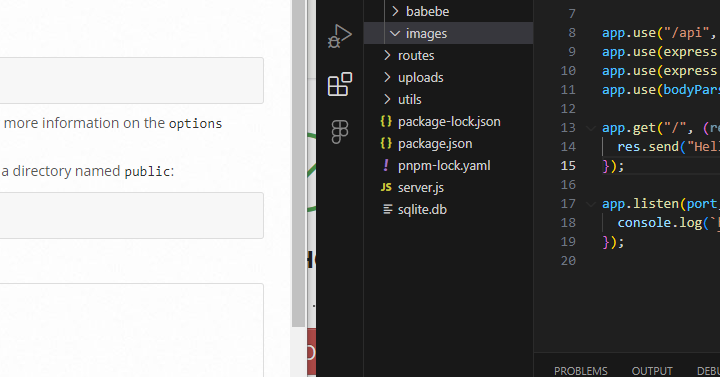 more information on the options
a directory named public:
babebe
images
routes
uploads
utils
package-lock.json
package.json
pnpm-lock.yaml
JS server.js
sqlite.db
7
8 app.use("/api",
9 app.use(express
10 app.use(express
11 app.use(bodyPars
12
13 app.get("/", (re
14 res.send("Hell
15 });
16
17 app.listen(port,
18 console.log(`
19 });
20
PROBLEMS OUTPUT DEBU